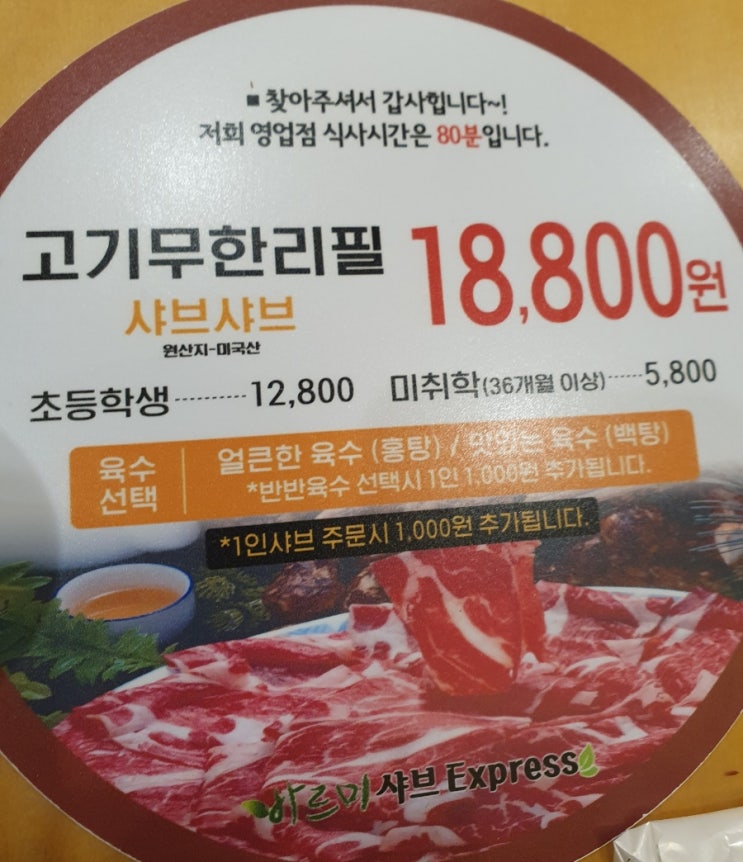 ■ 찾아주셔서 갑사힙니다~!
저희 영업점 식사시간은 80분입니다.
고기무한리필 18,800원
샤브샤브
원산지-미국산
초등학생 ---------- 12,800 미취학(36개월 이상) ------ 5,800
육수 선택
얼큰한 육수 (홍탕) / 맛있는 육수 (백탕)
*반반육수 선택시 1인 1,000원 추가됩니다.
*1인샤브 주문시 1,000원 추가됩니다.
바르미 샤브 Express